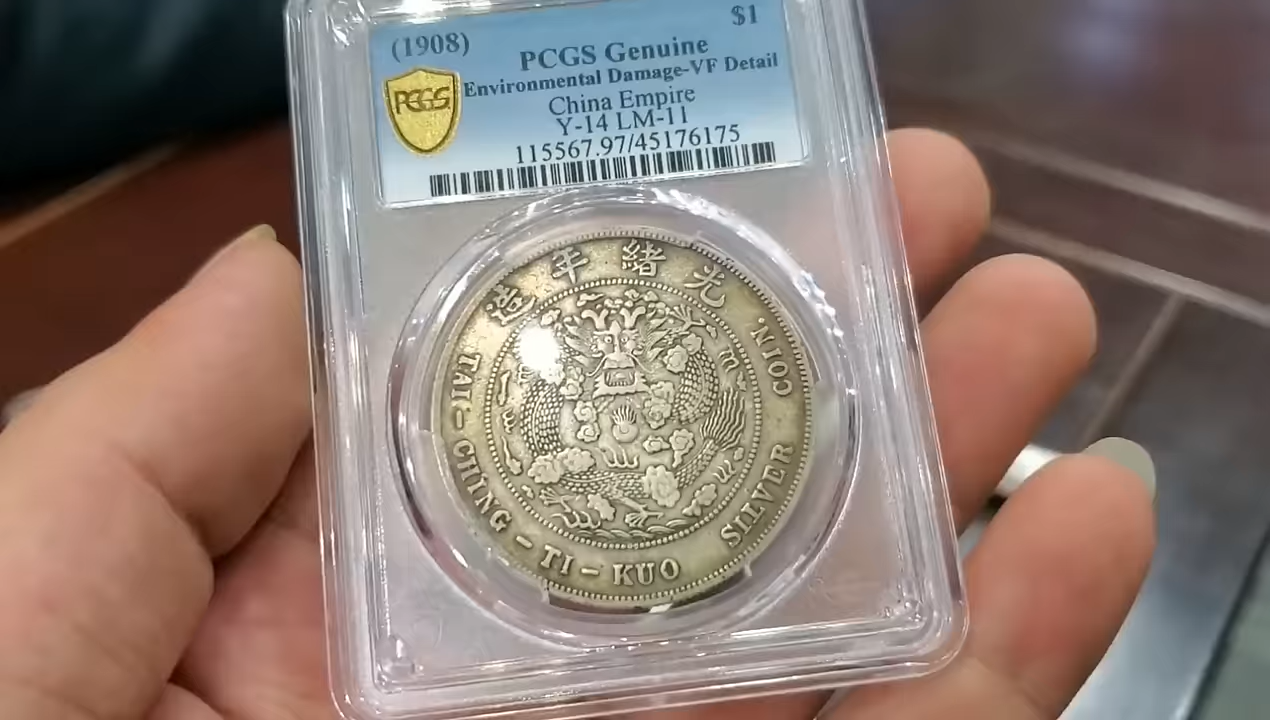 (1908)
$1
PCGS Genuine
PCGS
Environmental Damage-VF Detail
China Empire
Y-14 LM-11
115567.97/45176175
光緒年造
TAI-CHING-TI-KUO SILVER COIN.